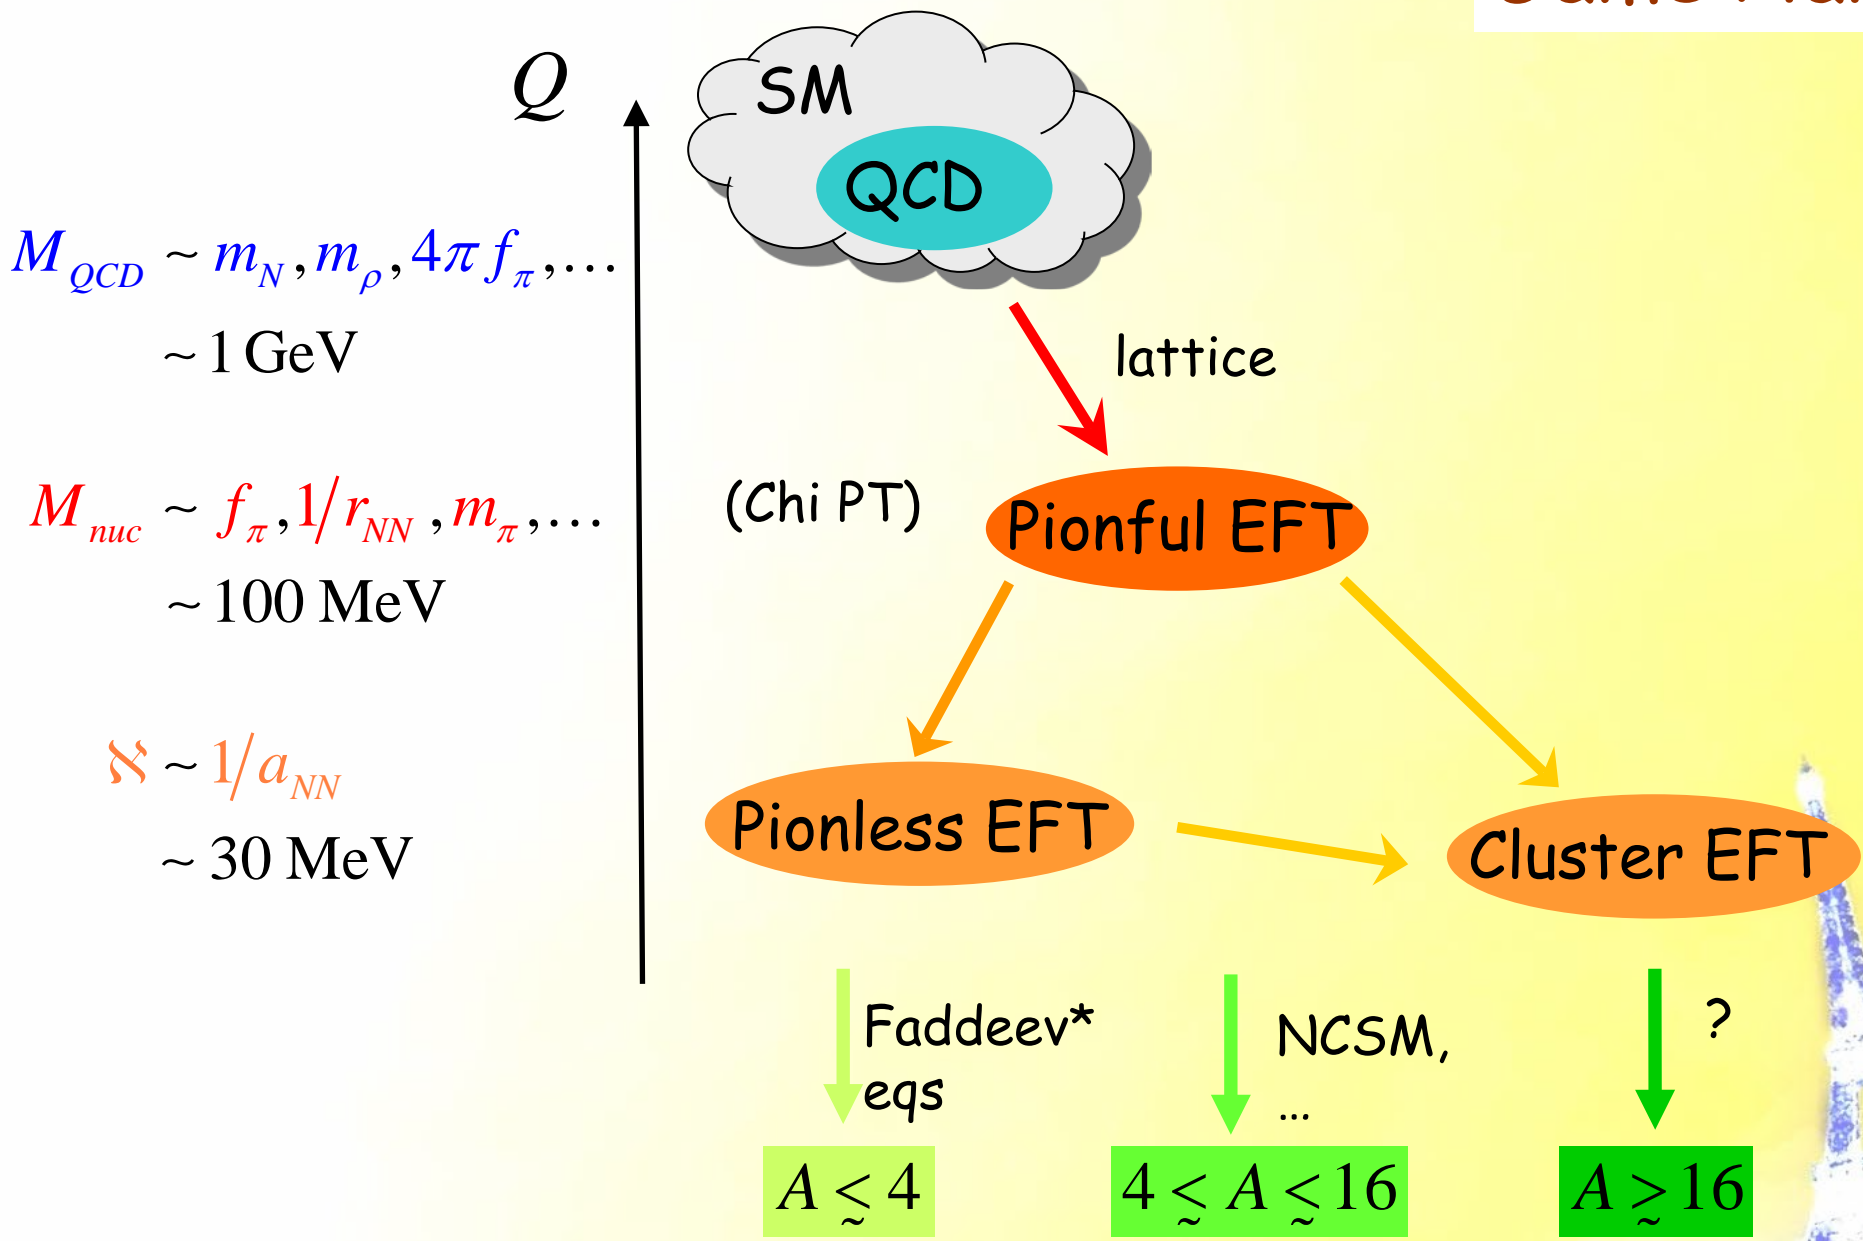 Q
SM
QCD
M_QCD ~ m_N, m_ρ, 4π f_π, …
~ 1 GeV
lattice
M_nuc ~ f_π, 1/r_NN, m_π, …
(Chi PT)
Pionful EFT
~ 100 MeV
ℵ ~ 1/a_NN
~ 30 MeV
Pionless EFT
Cluster EFT
Faddeev*
eqs
NCSM,
...
?
A ≲ 4
4 ≲ A ≲ 16
A ≳ 16